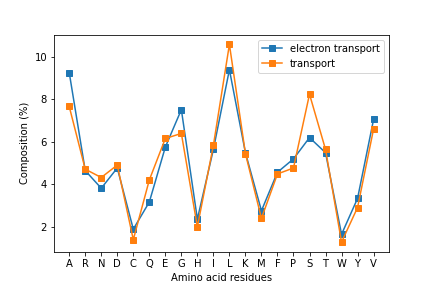 electron transport
transport
Composition (%)
10
8
6
4
2
A R N D C Q E G H I L K M F P S T W Y V
Amino acid residues